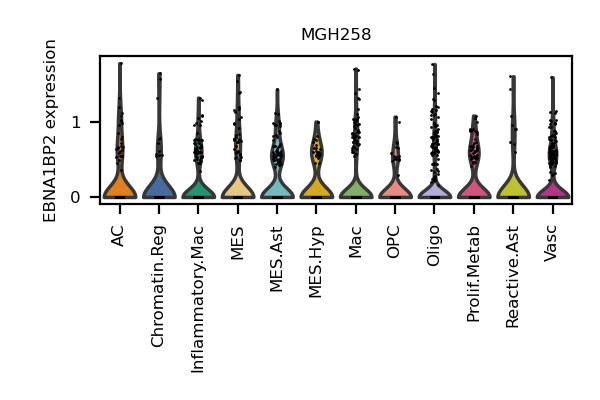 MGH258
EBNA1BP2 expression
1
0
AC
Chromatin.Reg
Inflammatory.Mac
MES
MES.Ast
MES.Hyp
Mac
OPC
Oligo
Prolif.Metab
Reactive.Ast
Vasc